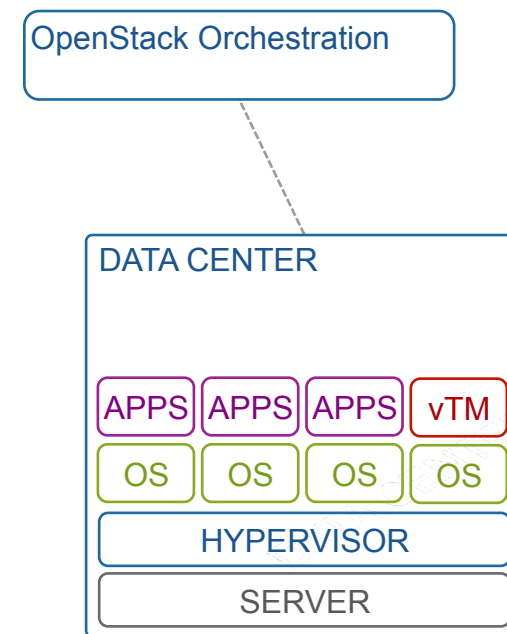 OpenStack Orchestration
DATA CENTER
APPS APPS APPS vTM
OS OS OS OS
HYPERVISOR
SERVER